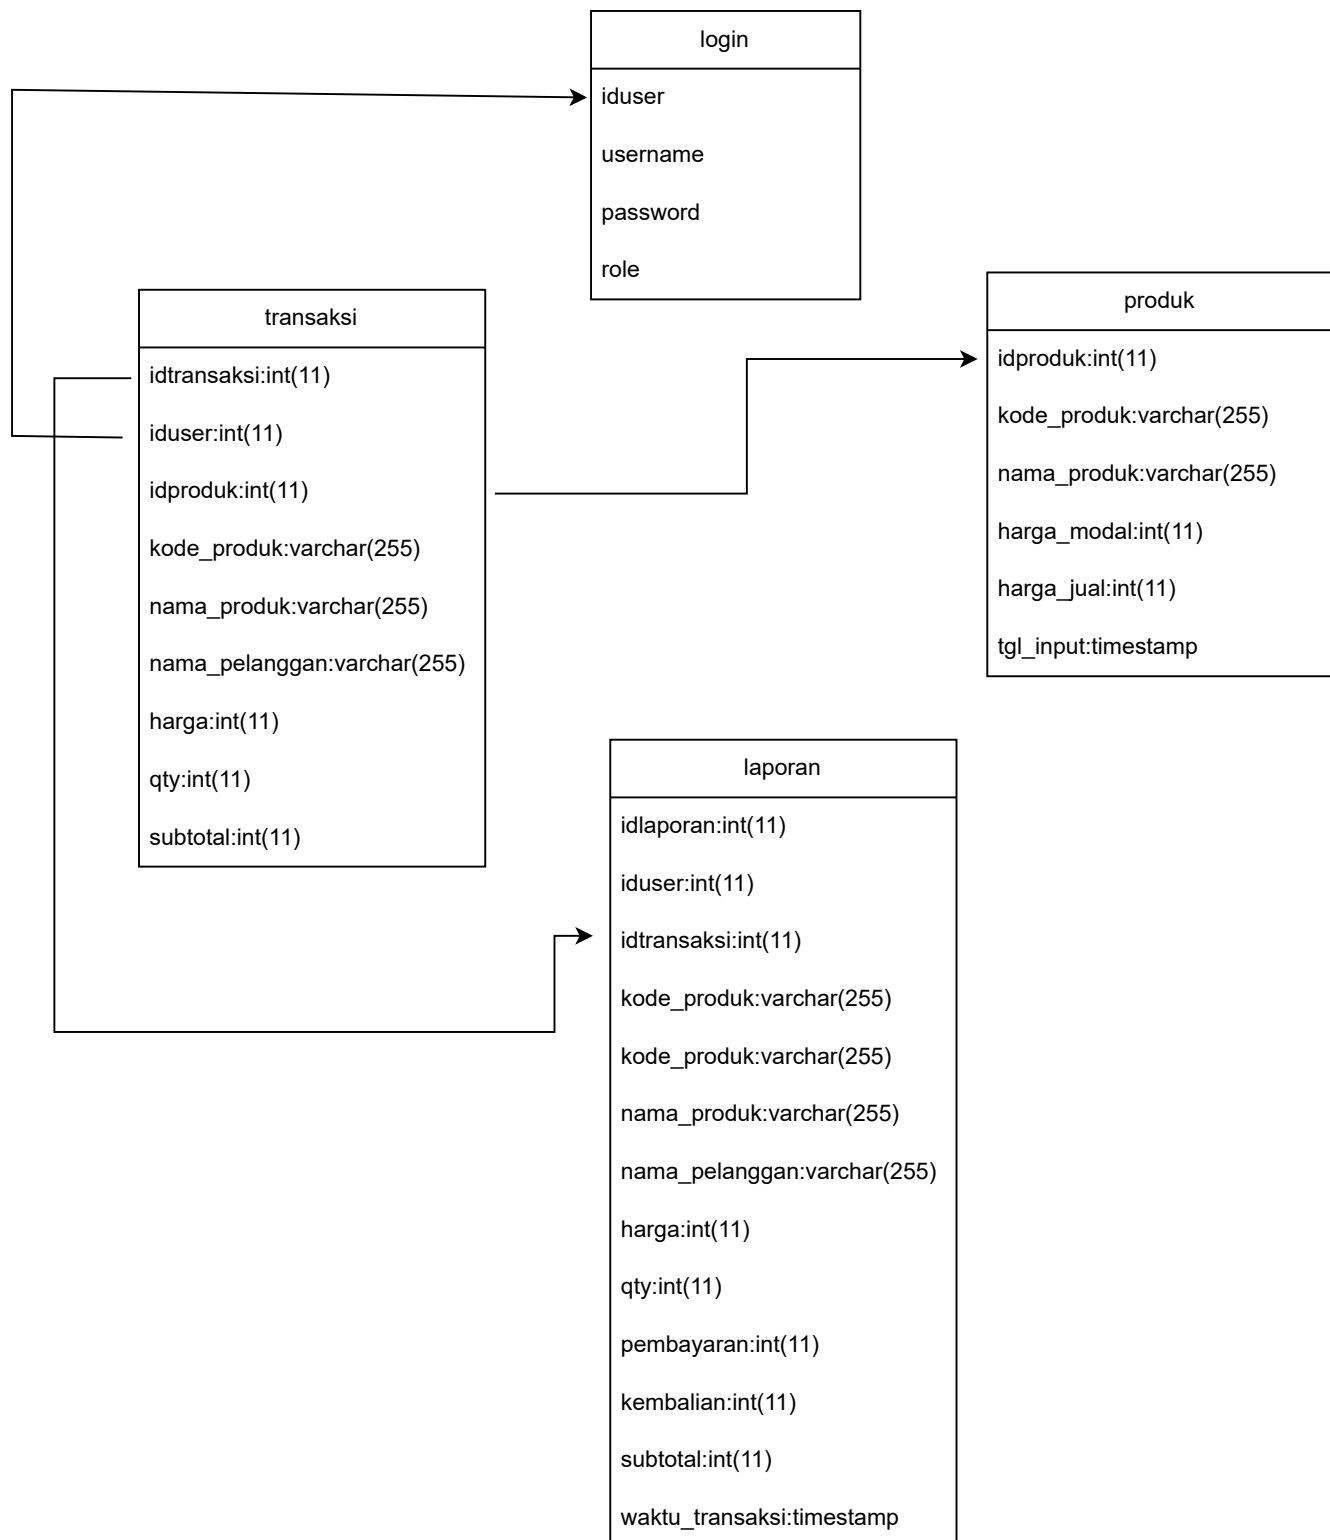 login
iduser
username
password
role
transaksi
idtransaksi:int(11)
iduser:int(11)
idproduk:int(11)
kode_produk:varchar(255)
nama_produk:varchar(255)
nama_pelanggan:varchar(255)
harga:int(11)
qty:int(11)
subtotal:int(11)
produk
idproduk:int(11)
kode_produk:varchar(255)
nama_produk:varchar(255)
harga_modal:int(11)
harga_jual:int(11)
tgl_input:timestamp
laporan
idlaporan:int(11)
iduser:int(11)
idtransaksi:int(11)
kode_produk:varchar(255)
kode_produk:varchar(255)
nama_produk:varchar(255)
nama_pelanggan:varchar(255)
harga:int(11)
qty:int(11)
pembayaran:int(11)
kembalian:int(11)
subtotal:int(11)
waktu_transaksi:timestamp